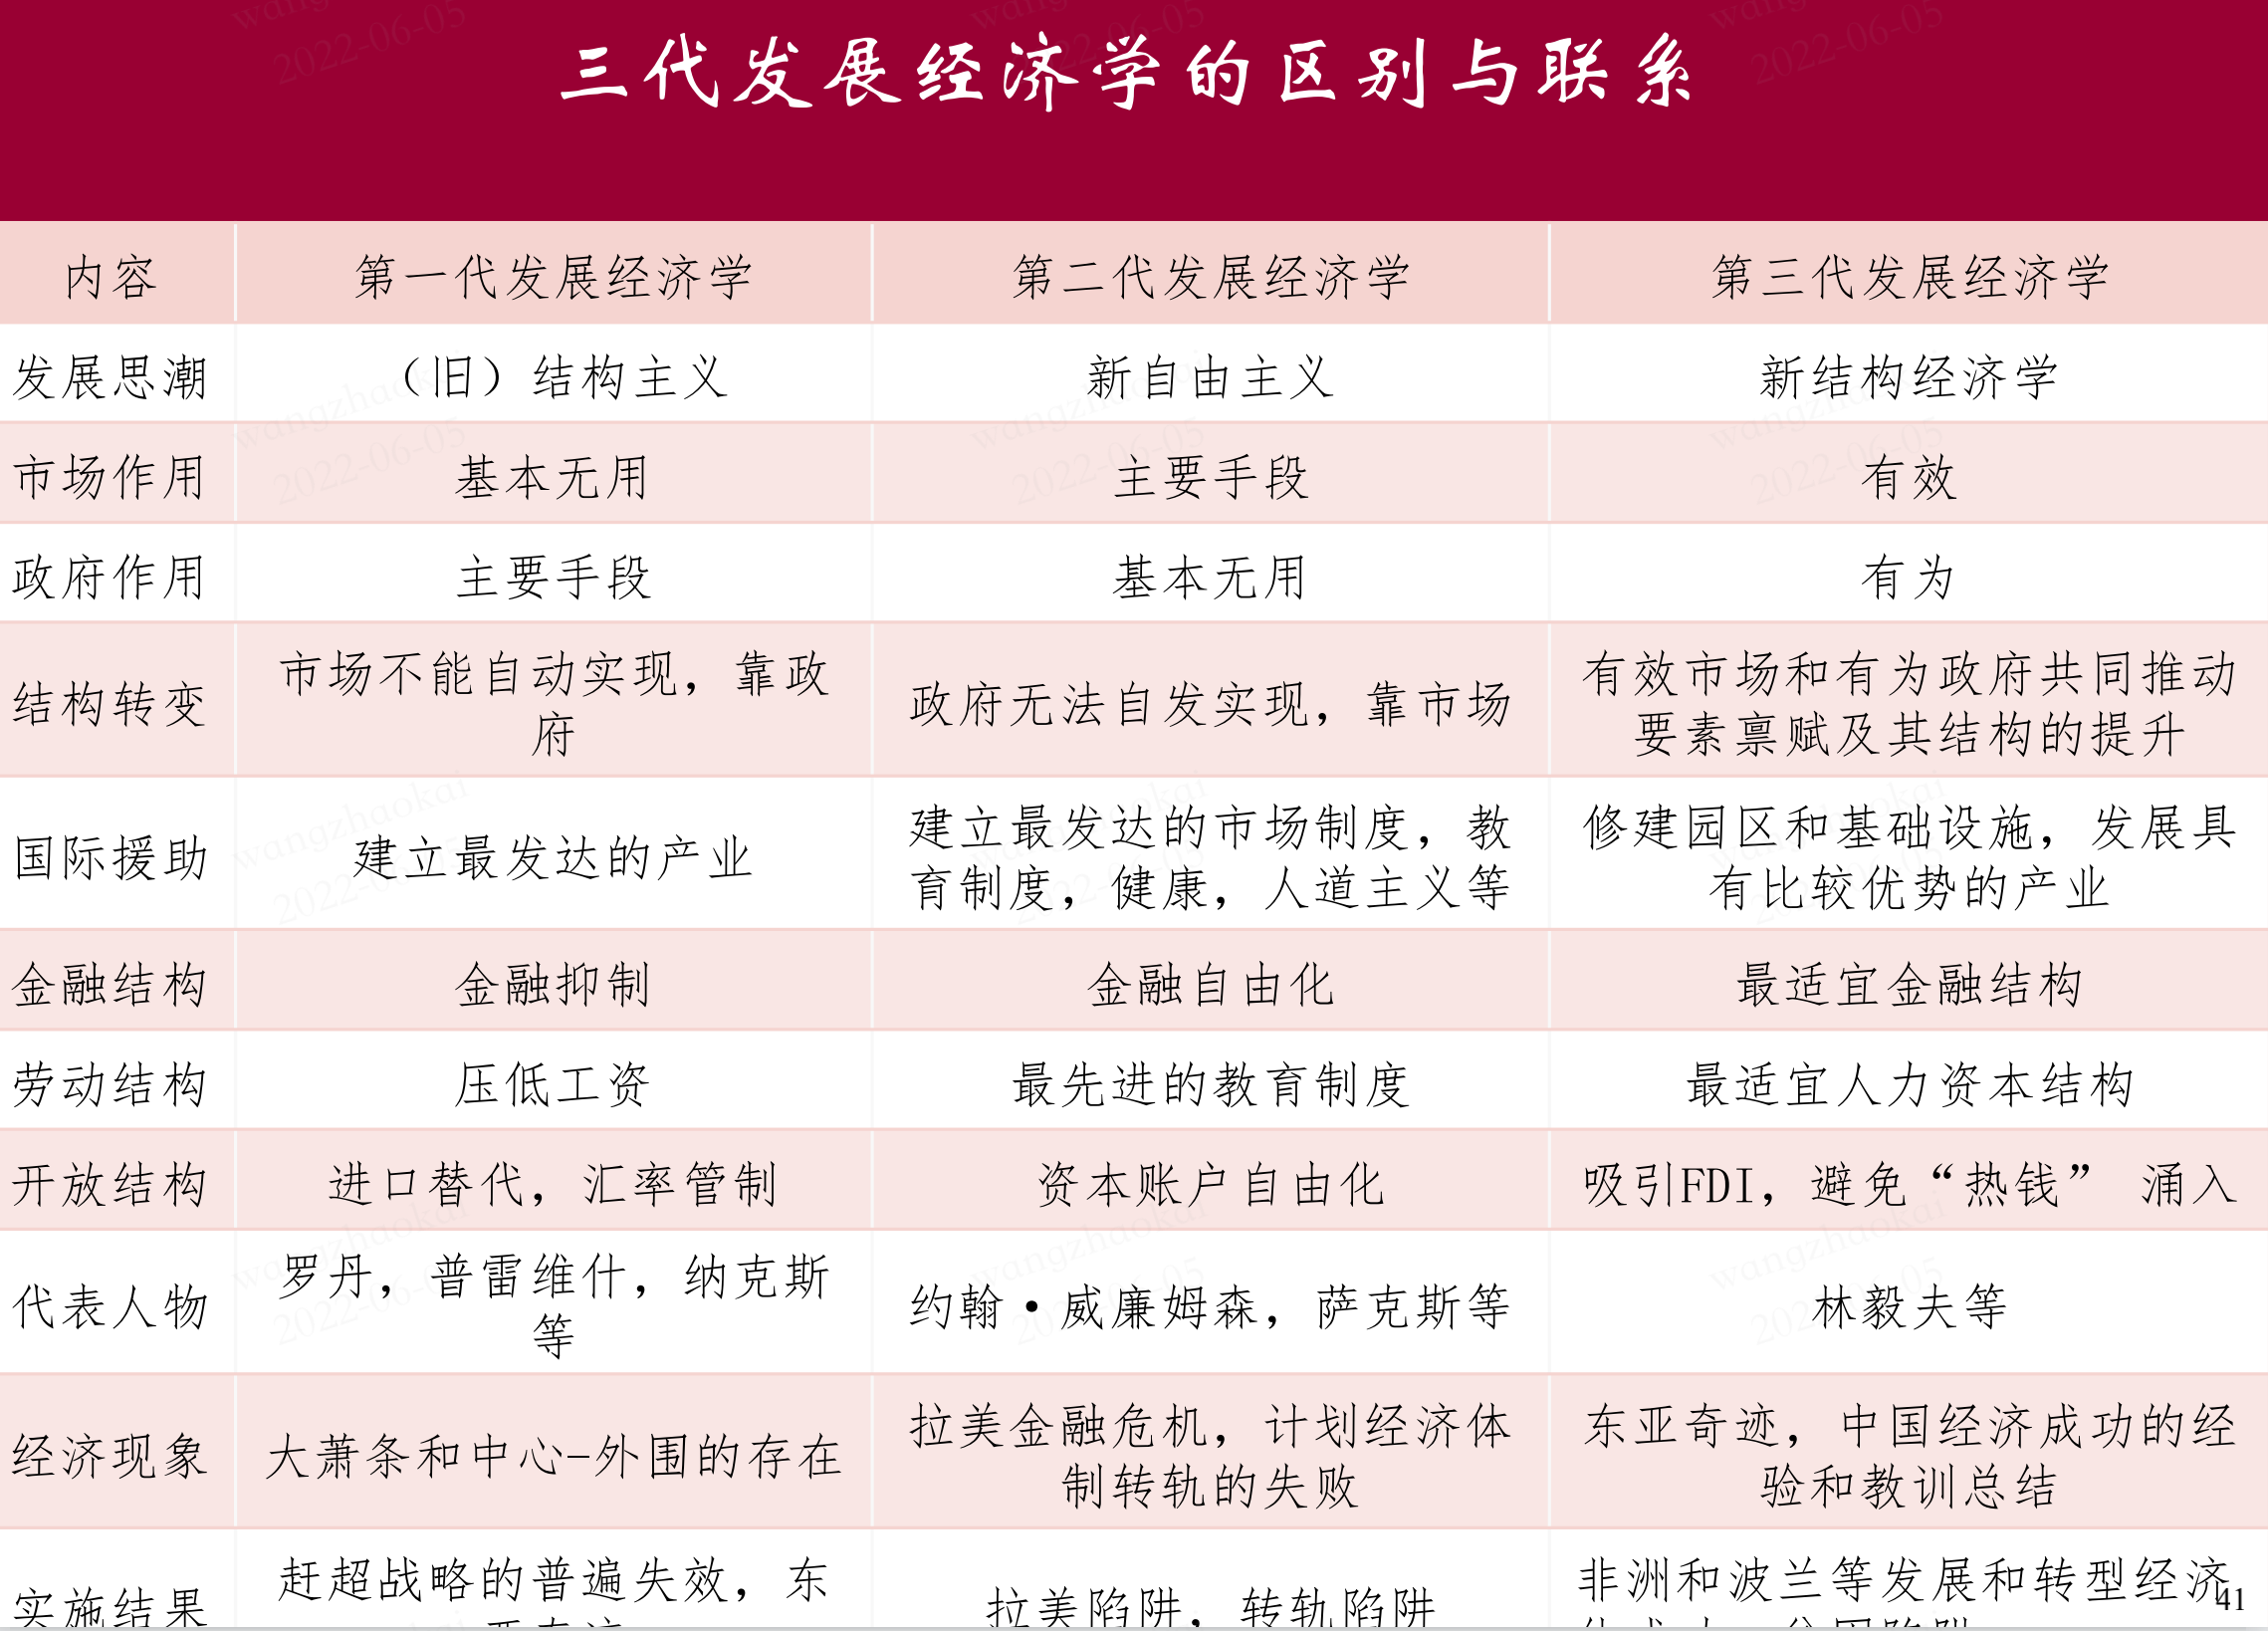 三代发展经济学的区别与联系
内容 第一代发展经济学 第二代发展经济学 第三代发展经济学
发展思潮 （旧）结构主义 新自由主义 新结构经济学
市场作用 基本无用 主要手段 有效
政府作用 主要手段 基本无用 有为
结构转变
市场不能自动实现，靠政
府
政府无法自发实现，靠市场
有效市场和有为政府共同推动
要素禀赋及其结构的提升
国际援助
建立最发达的产业
建立最发达的市场制度，教
育制度，健康，人道主义等
修建园区和基础设施，发展具
有比较优势的产业
金融结构 金融抑制 金融自由化 最适宜金融结构
劳动结构 压低工资 最先进的教育制度 最适宜人力资本结构
开放结构 进口替代，汇率管制 资本账户自由化 吸引FDI，避免“热钱” 涌入
代表人物
罗丹，普雷维什，纳克斯
等
约翰·威廉姆森，萨克斯等
林毅夫等
经济现象
大萧条和中心-外围的存在
拉美金融危机，计划经济体
制转轨的失败
东亚奇迹，中国经济成功的经
验和教训总结
实施结果
赶超战略的普遍失效，东
拉美陷阱，转轨陷阱
非洲和波兰等发展和转型经济
41
wangzhaokai
2022-06-05